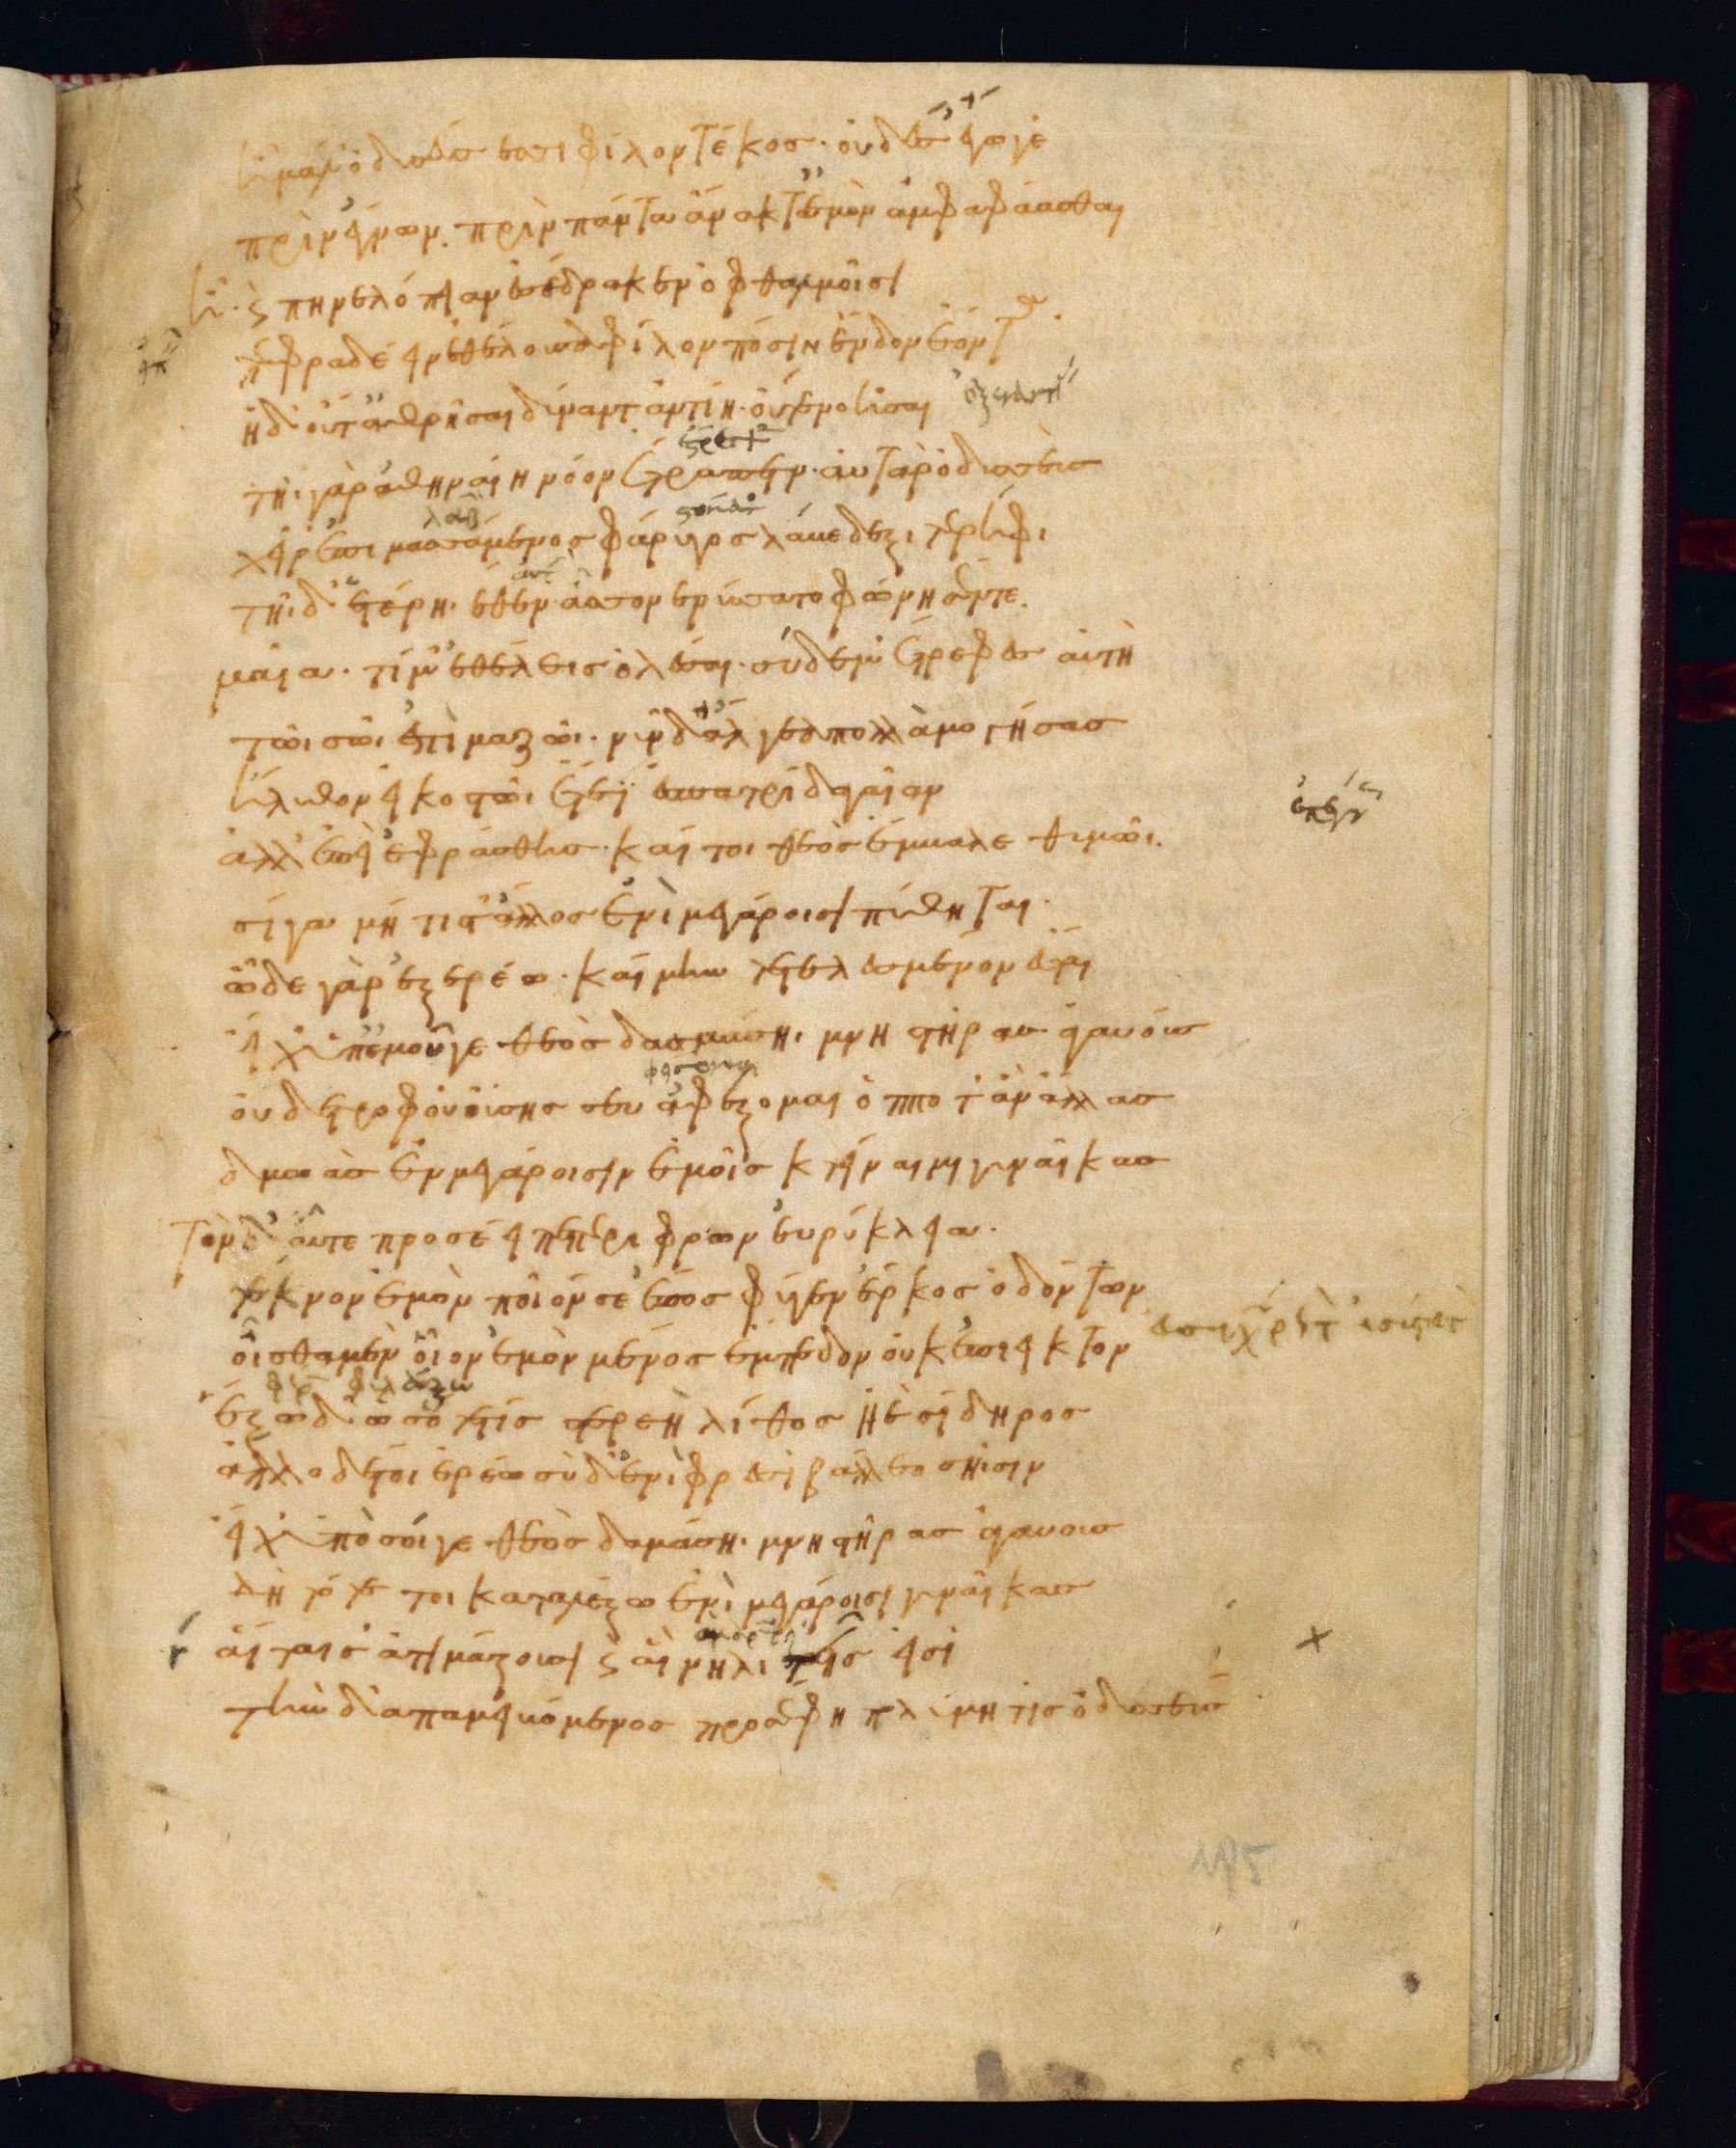 ἦ μάλ' ὀδυσσεύς ἐσσι φίλον τέκος· οὐδέ σ' ἔγωγε
πρὶν ἔγνων. πρὶν πάντα ἄνακτ' ἐμὸν ἀμφαφάασθαι
ἦ. καὶ πηνελόπειαν ἐσέδρακεν ὀφθαλμοῖσι
πεφραδέειν ἐθέλουσα φίλον πόσιν ἔνδον ἐόντα.
ἡ δ' οὔτ' ἀθρῆσαι δύνατ' ἀντίη. οὔτε νοῆσαι
τῆι γὰρ ἀθηναίη νόον ἔτραπεν· αὐτὰρ ὀδυσσεὺς
χεῖρ' ἐπιμασσάμενος φάρυγος λάβε δεξιτερῆφι
τῆι δ' ἑτέρηι ἕθεν ἆσσον ἐρύσατο φώνησέντε.
μαῖα. τί μ' ἐθέλεις ὀλέσαι. σὺ δέ μ' ἔτρεφες αὐτὴ
τῶι σῶι ἐπὶ μαζῶι. νῦν δ' ἄλγεα πολλὰ μογήσας
ἤλυθον εἰκοστῶι ἔτεϊ ἐς πατρίδα γαῖαν
ἀλλ' ἐπεὶ ἐφράσθης. καί τοι θεὸς ἔμβαλε θυμῶι.
σίγα μή τίς τ' ἄλλος ἐνὶ μεγάροισι πύθηται.
ὧδε γὰρ ἐξερέω. καὶ μὴν τετελεσμένον ἔσται
εἴ χ' ὑπ' ἐμοί γε θεὸς δαμάσηι μνηστῆρας ἀγαυοὺς
οὐδὲ τροφοῦ οὔσης σεῦ ἀφέξομαι ὁππότ' ἂν ἄλλας
δμωὰς ἐν μεγάροισιν ἐμοῖς κτείνωμι γυναῖκας
τὸν δ' αὖτε προσέειπε περίφρων εὐρύκλεια.
τέκνον ἐμὸν ποῖόν σε ἔπος φύγεν ἕρκος ὀδόντων
οἶσθα μὲν οἷον ἐμὸν μένος ἔμπεδον οὐκ ἐπιεικτον
ἕξω δ' ὡς ὅτε τις στερεὴ λίθος ἠὲ σίδηρος
ἄλλο δέ τοι ἐρέω σὺ δ' ἐνὶ φρεσὶ βάλλεο σῆισιν
εἴ χ' ὑπὸ σοί γε θεὸς δαμάσηι μνηστῆρας ἀγαυοὺς
δὴ τότε τοι καταλέξω ἐνὶ μεγάροισι γυναῖκας
αἵ τέ σ' ἀτιμάζουσι καὶ αἳ νηλιτεῖς εἰσι
τὴν δ' ἀπαμειβόμενος προσέφη πολύμητις ὀδυσσεύς